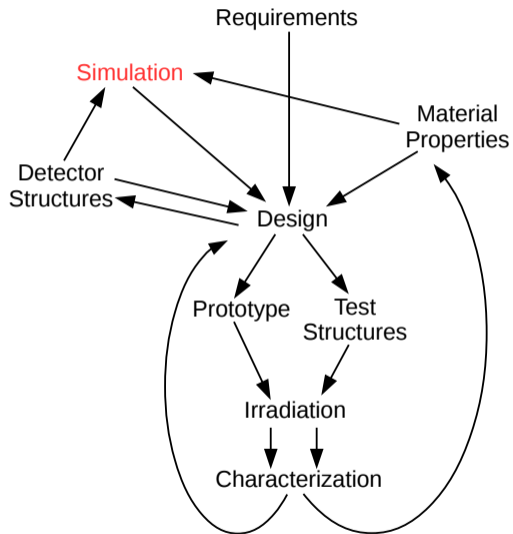 Requirements
Simulation
Material
Properties
Detector
Structures
Design
Prototype
Test
Structures
Irradiation
Characterization